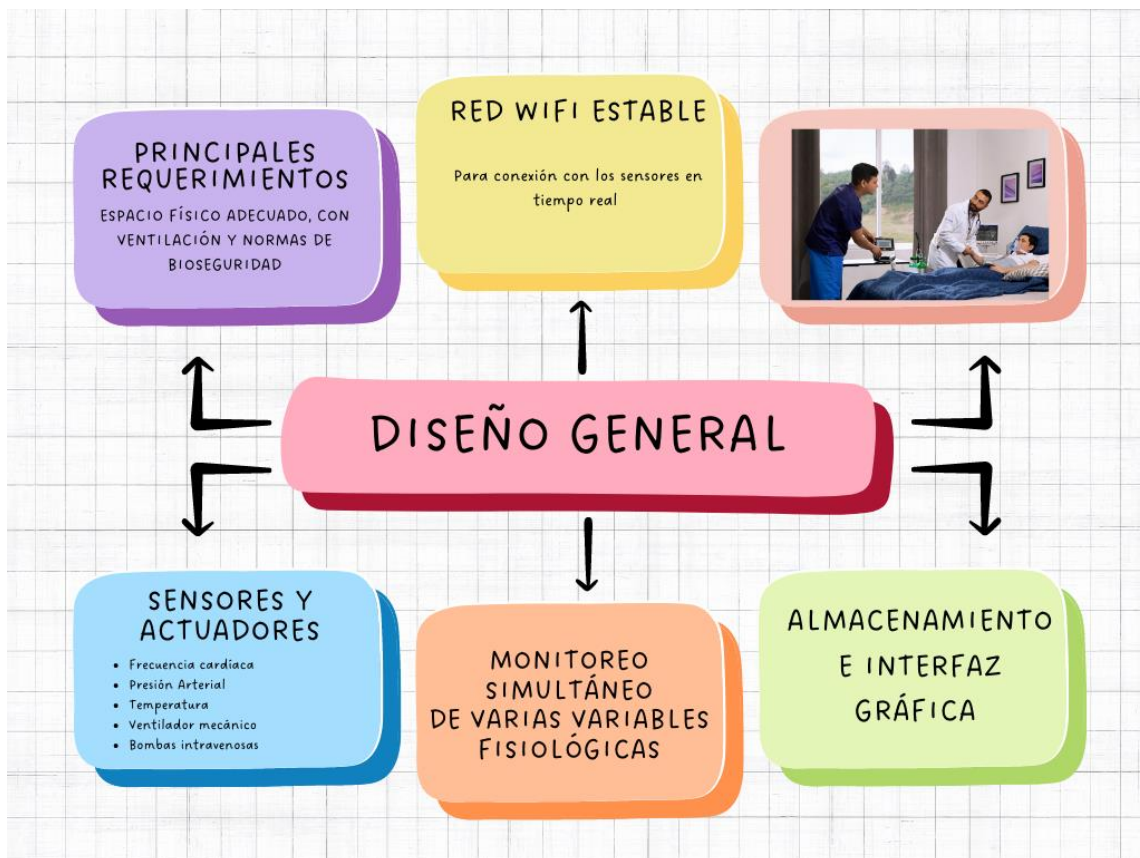 PRINCIPALES
REQUERIMIENTOS
ESPACIO FÍSICO ADECUADO, CON
VENTILACIÓN Y NORMAS DE
BIOSEGURIDAD
RED WIFI ESTABLE
Para conexión con los sensores en
tiempo real
DISEÑO GENERAL
SENSORES Y
ACTUADORES
• Frecuencia cardíaca
• Presión Arterial
• Temperatura
• Ventilador mecánico
• Bombas intravenosas
MONITOREO
SIMULTÁNEO
DE VARIAS VARIABLES
FISIOLÓGICAS
ALMACENAMIENTO
E INTERFAZ
GRÁFICA